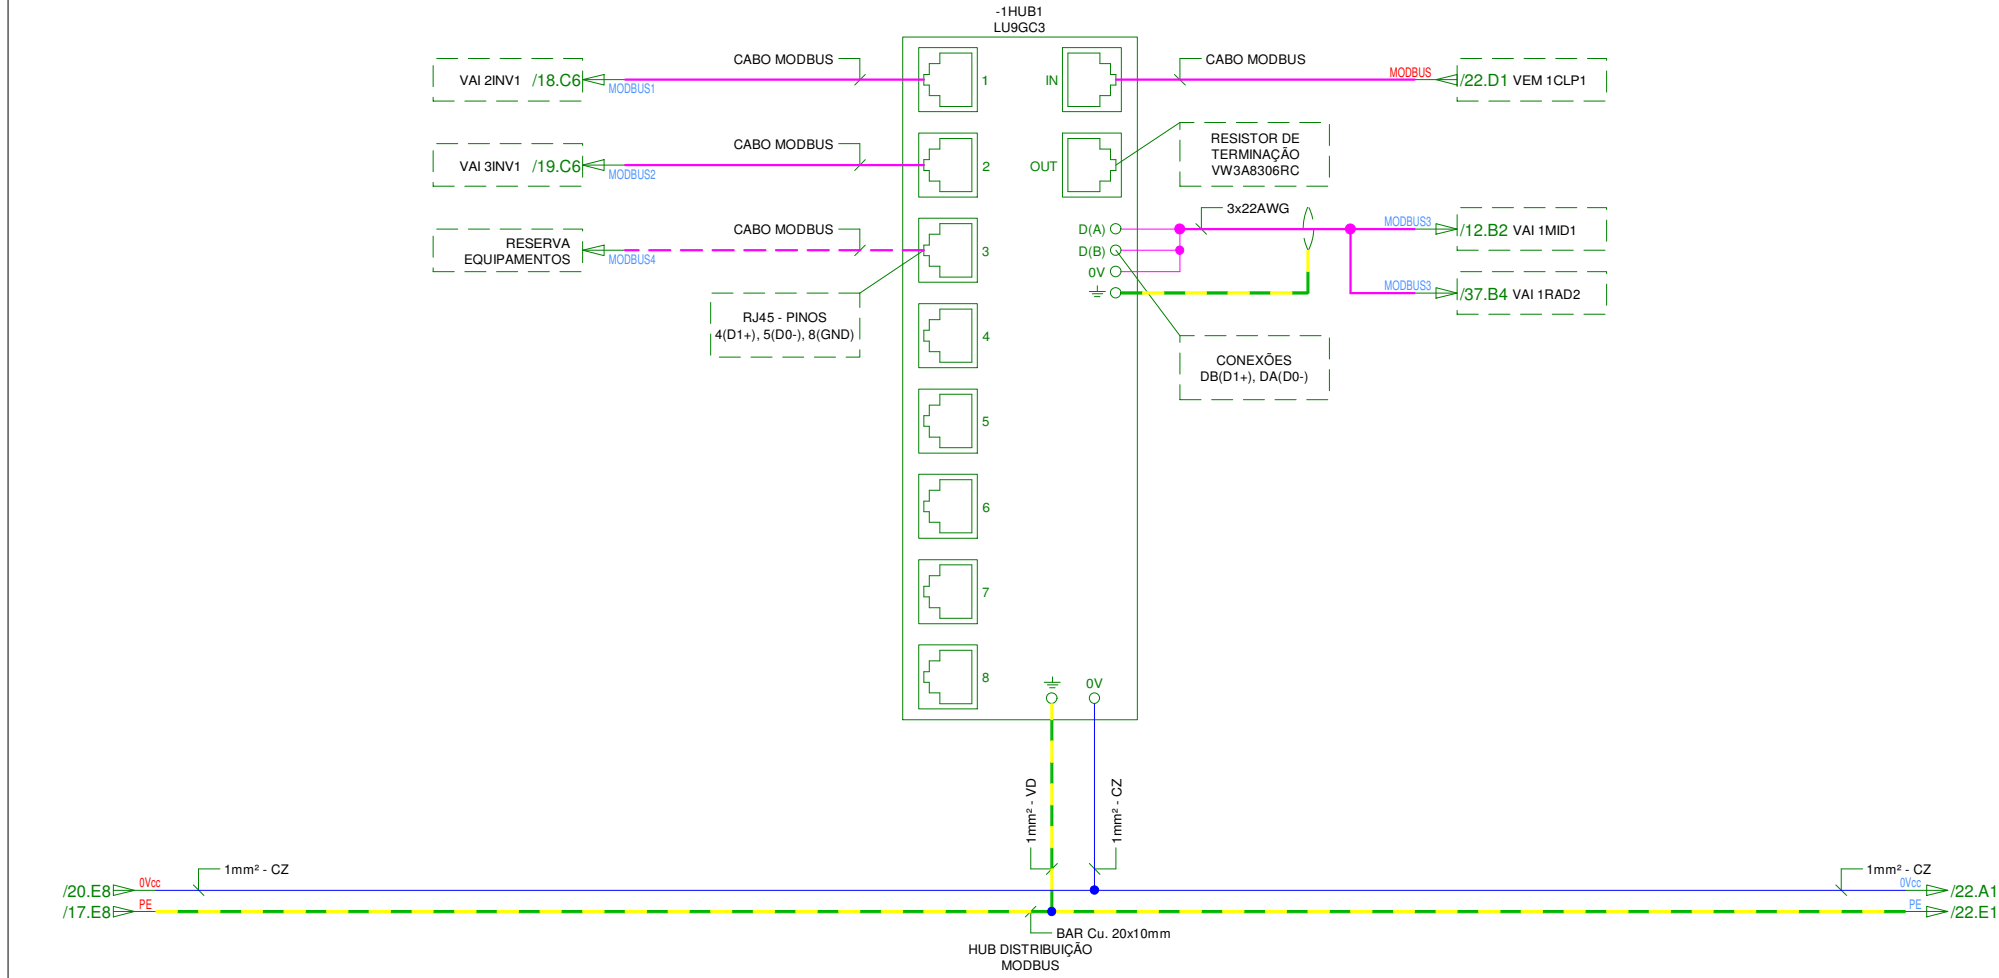 -1HUB1
LU9GC3
VAI 2INV1 /18.C6
MODBUS1
CABO MODBUS
1
IN
CABO MODBUS
MODBUS
/22.D1 VEM 1CLP1
VAI 3INV1 /19.C6
MODBUS2
CABO MODBUS
2
OUT
RESISTOR DE
TERMINAÇÃO
VW3A8306RC
RESERVA
EQUIPAMENTOS
MODBUS4
CABO MODBUS
3
D(A)
D(B)
0V
3x22AWG
MODBUS3
/12.B2 VAI 1MID1
MODBUS3
/37.B4 VAI 1RAD2
RJ45 - PINOS
4(D1+), 5(D0-), 8(GND)
4
CONEXÕES
DB(D1+), DA(D0-)
5
6
7
8
0V
1mm² - VD
1mm² - CZ
1mm² - CZ
1mm² - CZ
/20.E8
0Vcc
0Vcc
/22.A1
/17.E8
PE
PE
/22.E1
BAR Cu. 20x10mm
HUB DISTRIBUIÇÃO
MODBUS